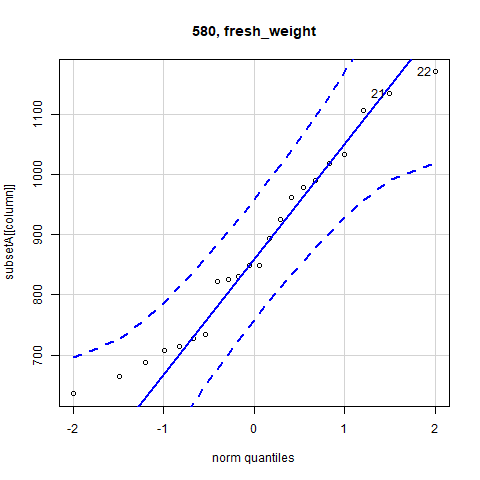 580, fresh_weight
subsetA[[column]]
1100
1000
900
800
700
22
21
-2 -1 0 1 2
norm quantiles